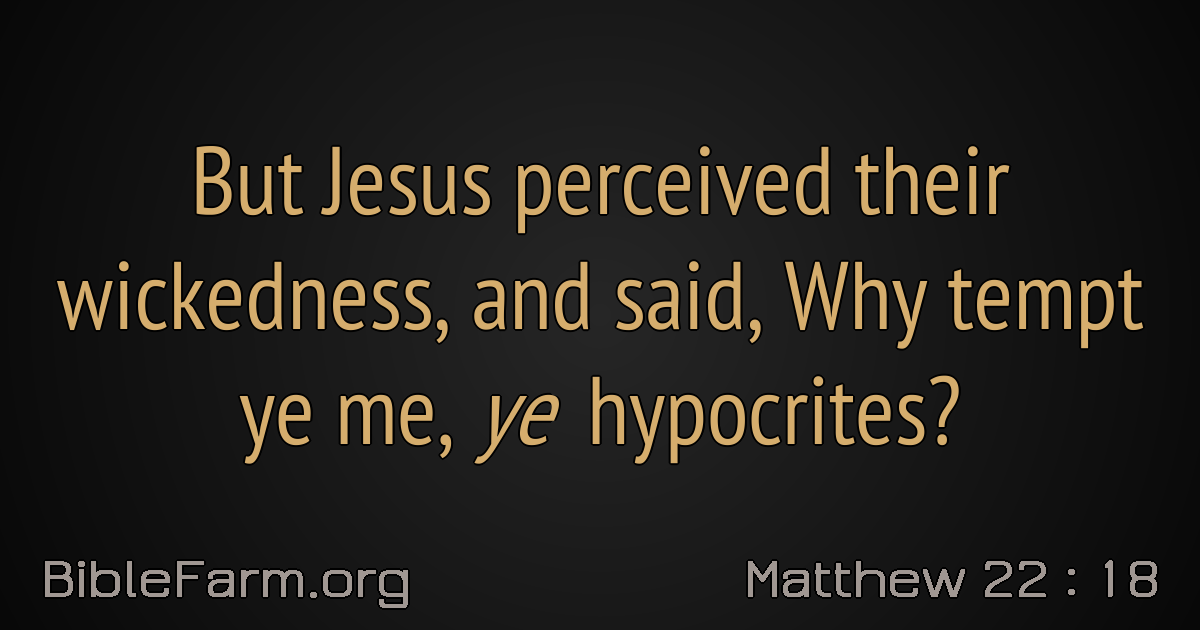 But Jesus perceived their
wickedness, and said, Why tempt
ye me, ye hypocrites?
BibleFarm.org
Matthew 22 : 18